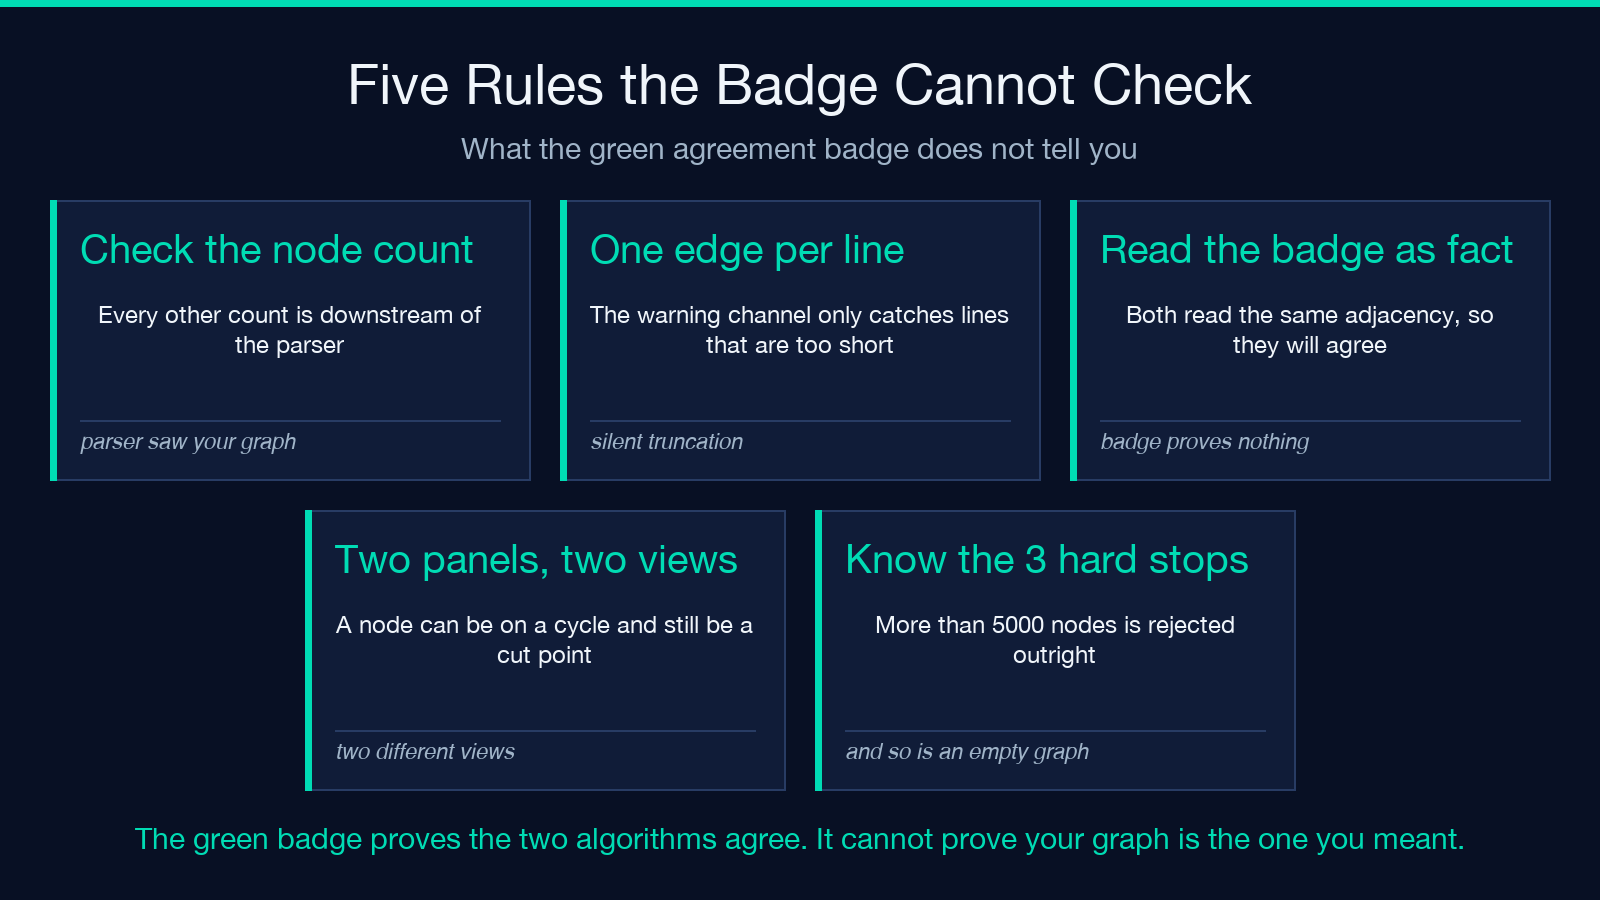 Five Rules the Badge Cannot Check
What the green agreement badge does not tell you
Check the node count
Every other count is downstream of
the parser
parser saw your graph
One edge per line
The warning channel only catches lines
that are too short
silent truncation
Read the badge as fact
Both read the same adjacency, so
they will agree
badge proves nothing
Two panels, two views
A node can be on a cycle and still be a
cut point
two different views
Know the 3 hard stops
More than 5000 nodes is rejected
outright
and so is an empty graph
The green badge proves the two algorithms agree. It cannot prove your graph is the one you meant.